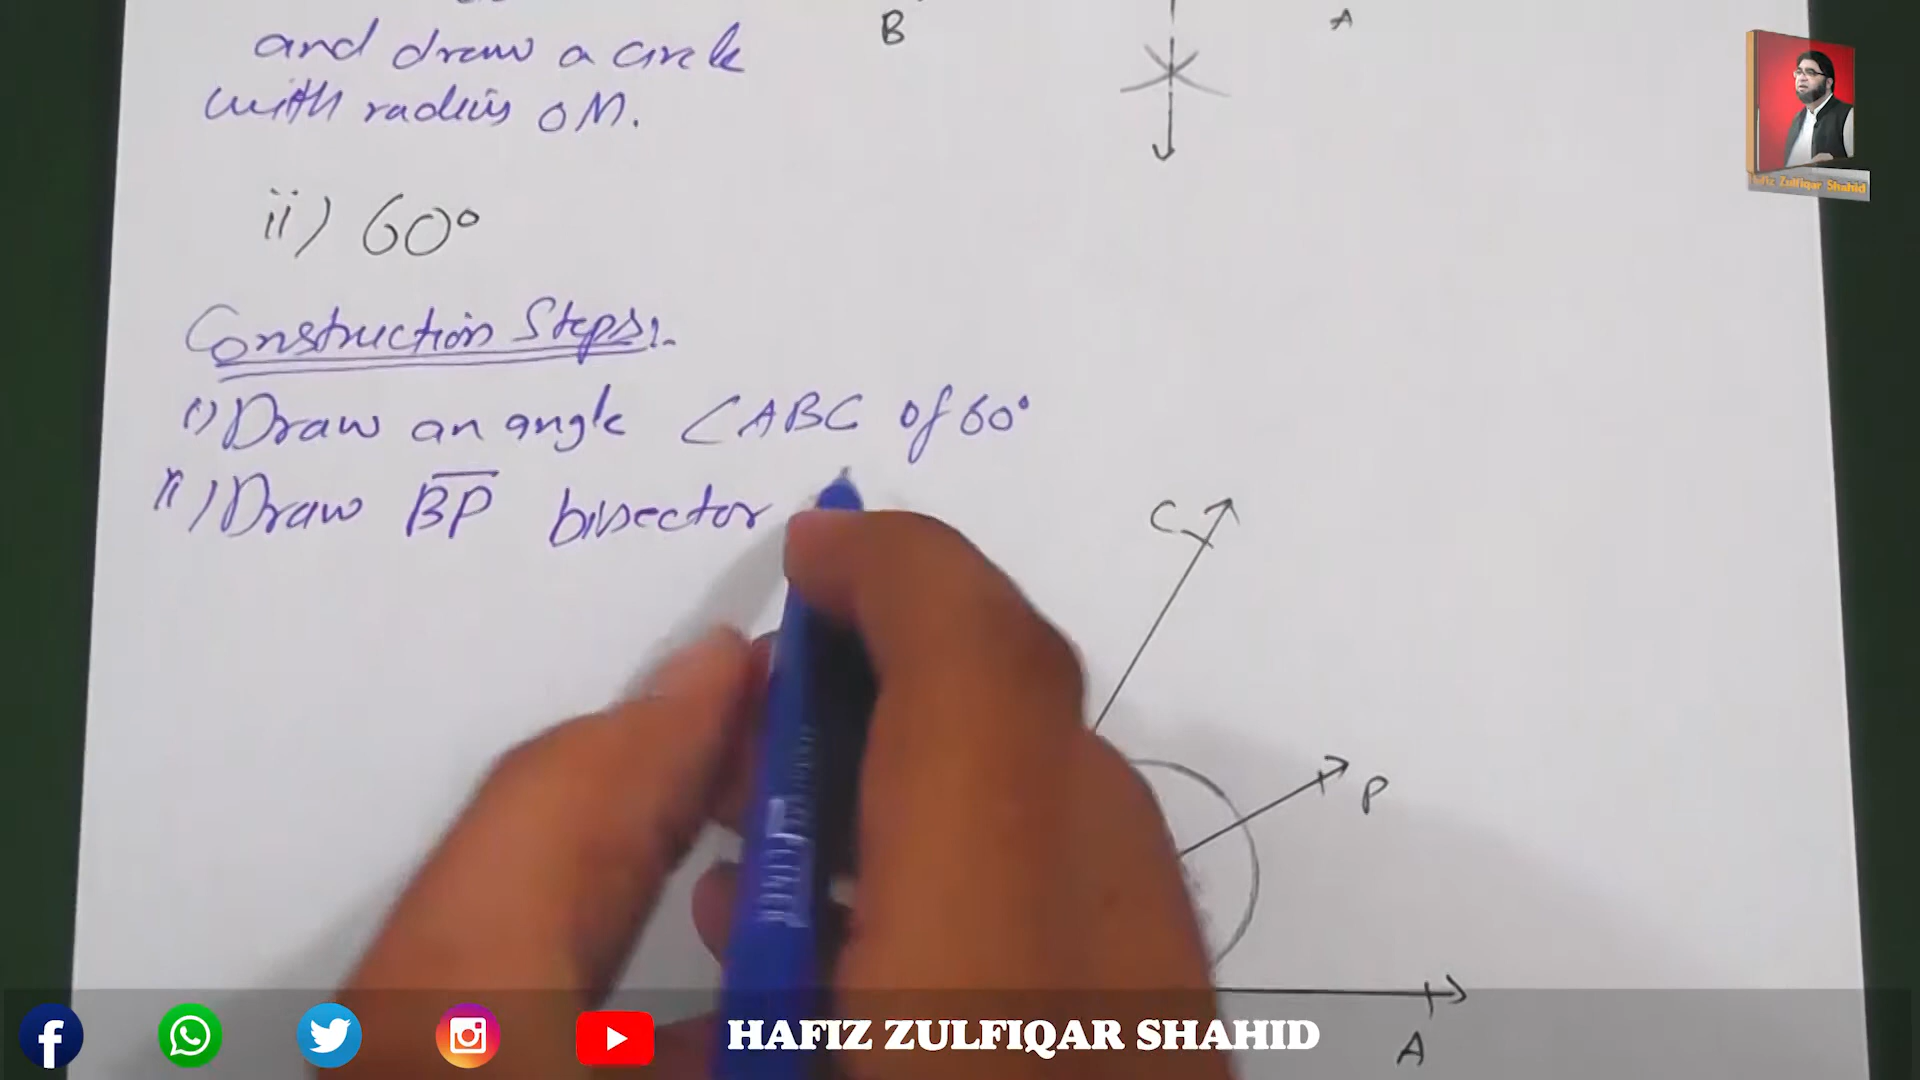 B
A
and draw a circle
with radius OM.
ii) 60°
Construction Steps:-
i) Draw an angle ∠ABC of 60°
ii) Draw BP bisector
C
P
A
Hafiz Zulfiqar Shahid
HAFIZ ZULFIQAR SHAHID